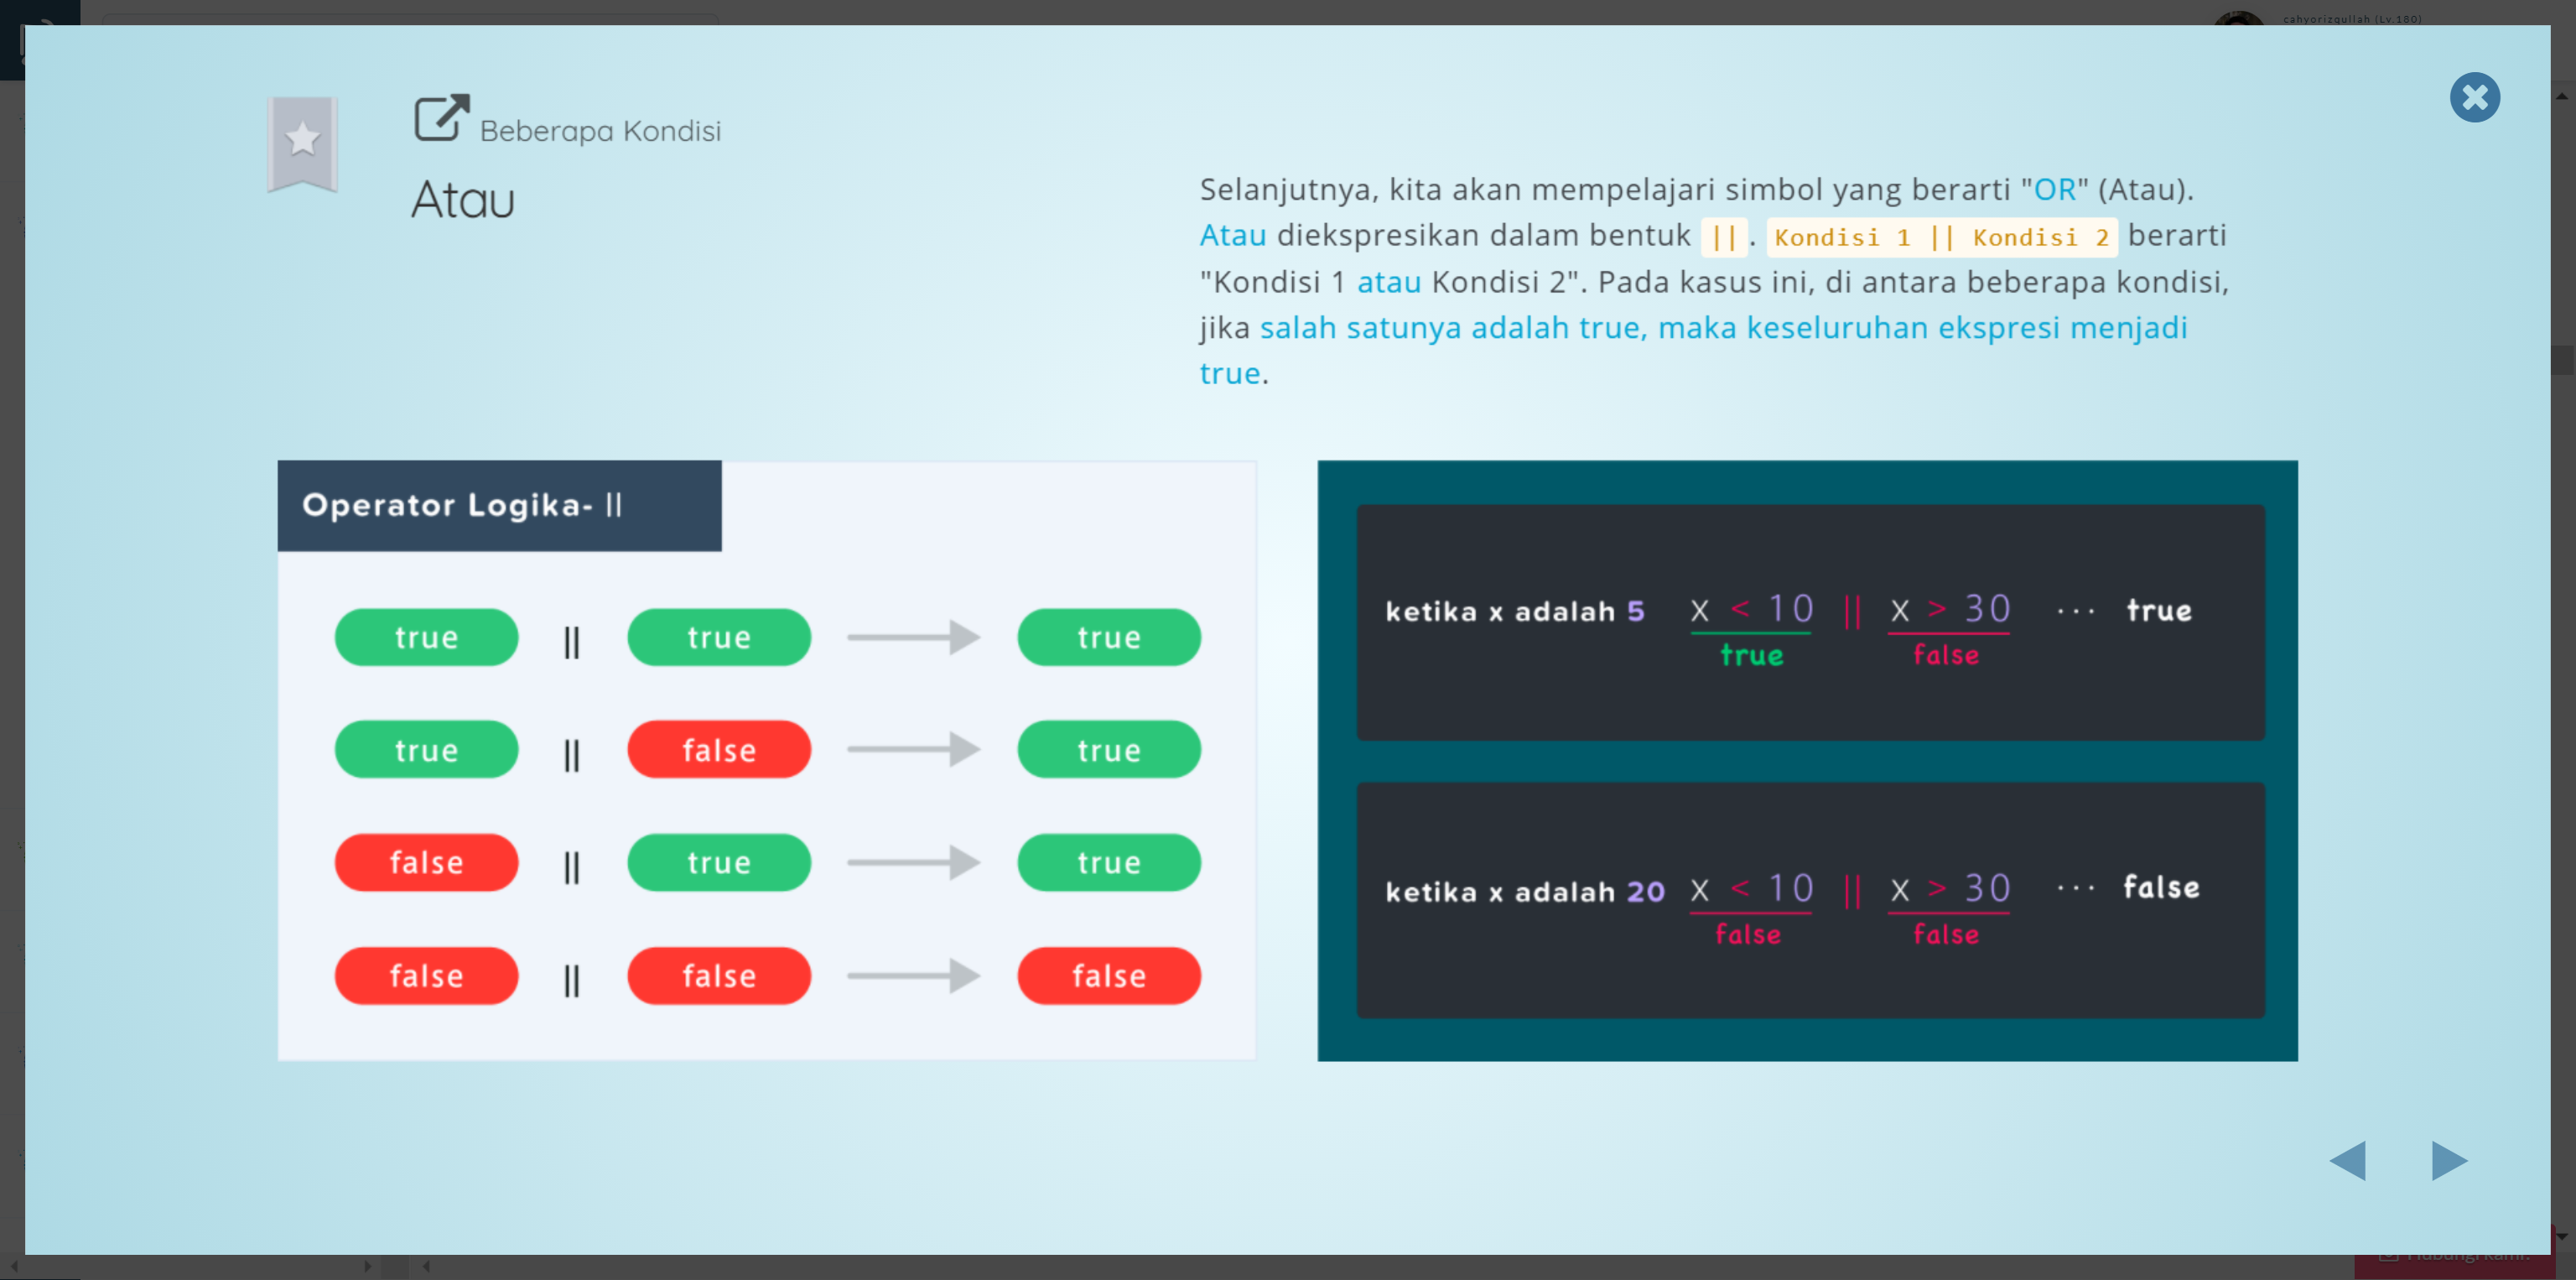 cahyorizqullah (Lv.180)
Beberapa Kondisi
Atau
Selanjutnya, kita akan mempelajari simbol yang berarti "OR" (Atau).
Atau diekspresikan dalam bentuk ||. Kondisi 1 || Kondisi 2 berarti
"Kondisi 1 atau Kondisi 2". Pada kasus ini, di antara beberapa kondisi,
jika salah satunya adalah true, maka keseluruhan ekspresi menjadi
true.
Operator Logika- ||
true || true true
true || false true
false || true true
false || false false
ketika x adalah 5 x < 10 || x > 30 ... true
true false
ketika x adalah 20 x < 10 || x > 30 ... false
false false
Hubungi kami.